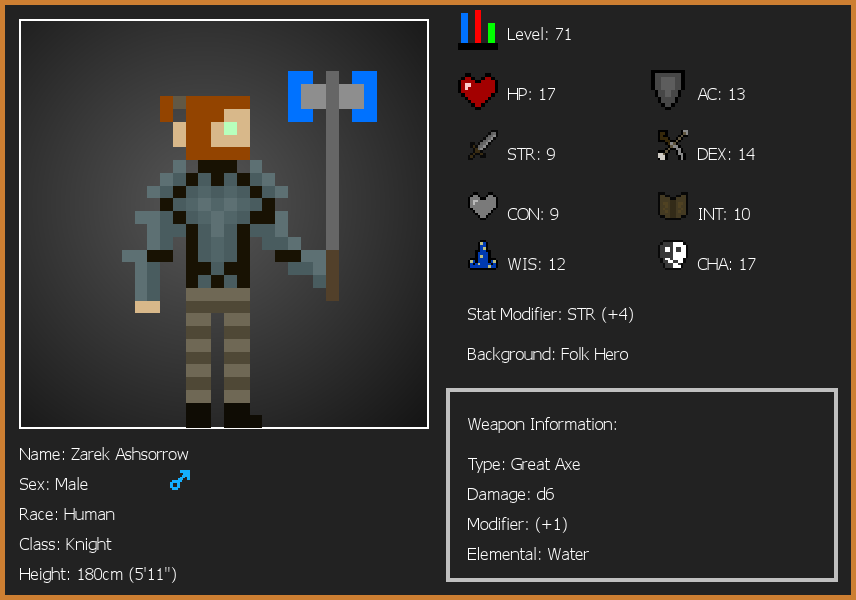 Level: 71
HP: 17
AC: 13
STR: 9
DEX: 14
CON: 9
INT: 10
WIS: 12
CHA: 17
Stat Modifier: STR (+4)
Background: Folk Hero
Weapon Information:
Type: Great Axe
Damage: d6
Modifier: (+1)
Elemental: Water
Name: Zarek Ashsorrow
Sex: Male
Race: Human
Class: Knight
Height: 180cm (5'11")